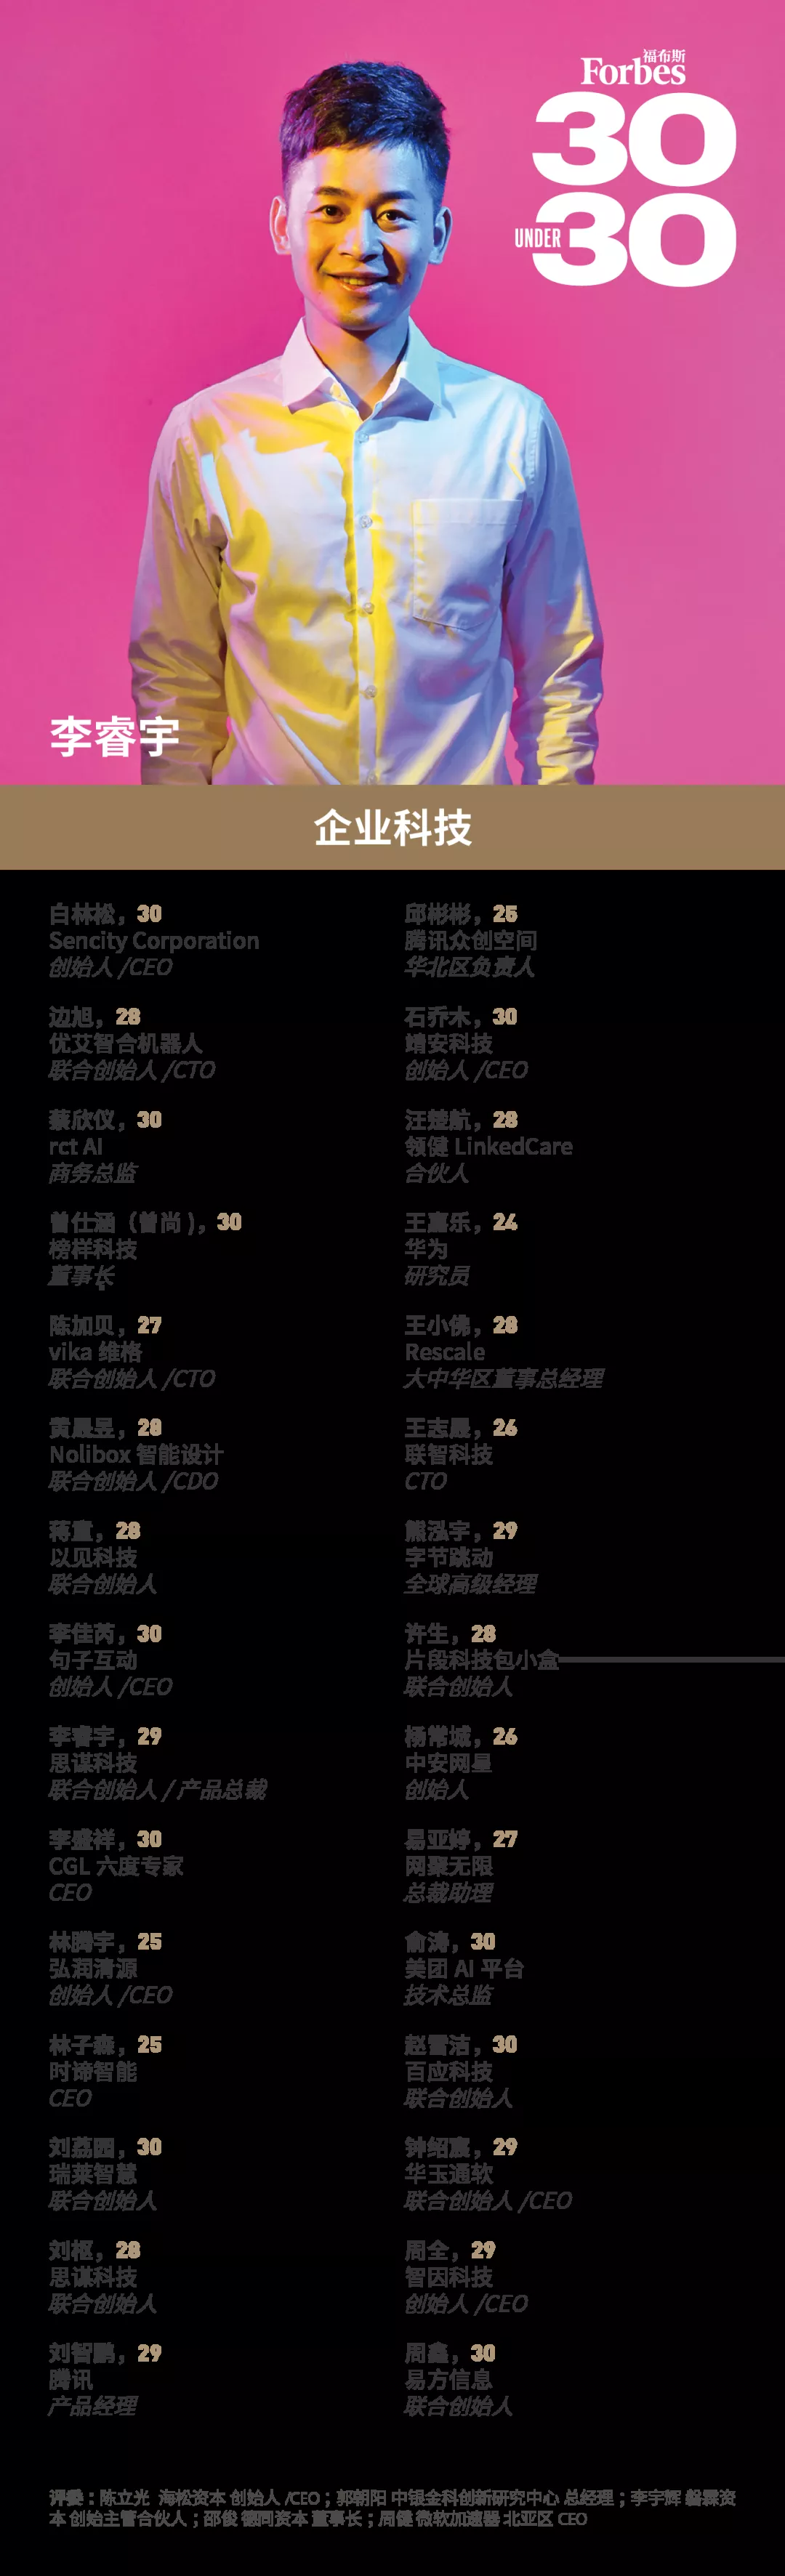 福布斯
Forbes
30
UNDER 30
李睿宇
企业科技
白林松，30
Sencity Corporation
创始人 /CEO
边旭，28
优艾智合机器人
联合创始人 /CTO
蔡欣仪，30
rct AI
商务总监
曾仕涵（曾尚 )，30
榜样科技
董事长
陈加贝，27
vika 维格
联合创始人 /CTO
黄晟昱，28
Nolibox 智能设计
联合创始人 /CDO
蒋童，28
以见科技
联合创始人
李佳芮，30
句子互动
创始人 /CEO
李睿宇，29
思谋科技
联合创始人 / 产品总裁
李盛祥，30
CGL 六度专家
CEO
林腾宇，25
弘润清源
创始人 /CEO
林子森，25
时谛智能
CEO
刘荔园，30
瑞莱智慧
联合创始人
刘枢，28
思谋科技
联合创始人
刘智鹏，29
腾讯
产品经理
邱彬彬，25
腾讯众创空间
华北区负责人
石乔木，30
靖安科技
创始人 /CEO
汪楚航，28
领健 LinkedCare
合伙人
王嘉乐，24
华为
研究员
王小佛，28
Rescale
大中华区董事总经理
王志晟，26
联智科技
CTO
熊泓宇，29
字节跳动
全球高级经理
许生，28
片段科技包小盒
联合创始人
杨常城，26
中安网星
创始人
易亚婷，27
网聚无限
总裁助理
俞涛，30
美团 AI 平台
技术总监
赵雪洁，30
百应科技
联合创始人
钟绍宸，29
华玉通软
联合创始人 /CEO
周全，29
智因科技
创始人 /CEO
周鑫，30
易方信息
联合创始人
评委：陈立光 海松资本 创始人 /CEO；郭朝阳 中银金科创新研究中心 总经理；李宇辉 磐霖资
本 创始主管合伙人；邵俊 德同资本 董事长；周健 微软加速器 北亚区 CEO